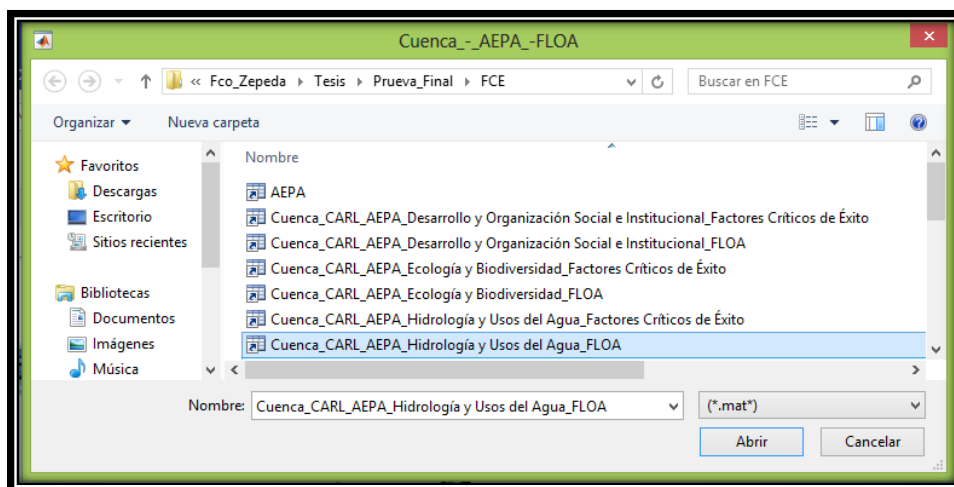 Cuenca_-_AEPA_-FLOA
« Fco_Zepeda Tesis Prueva_Final FCE
Buscar en FCE
Organizar Nueva carpeta
Favoritos
Descargas
Escritorio
Sitios recientes
Bibliotecas
Documentos
Imágenes
Música
Nombre
AEPA
Cuenca_CARL_AEPA_Desarrollo y Organización Social e Institucional_Factores Críticos de Éxito
Cuenca_CARL_AEPA_Desarrollo y Organización Social e Institucional_FLOA
Cuenca_CARL_AEPA_Ecología y Biodiversidad_Factores Críticos de Éxito
Cuenca_CARL_AEPA_Ecología y Biodiversidad_FLOA
Cuenca_CARL_AEPA_Hidrología y Usos del Agua_Factores Críticos de Éxito
Cuenca_CARL_AEPA_Hidrología y Usos del Agua_FLOA
Nombre: Cuenca_CARL_AEPA_Hidrología y Usos del Agua_FLOA (*.mat*)
Abrir Cancelar